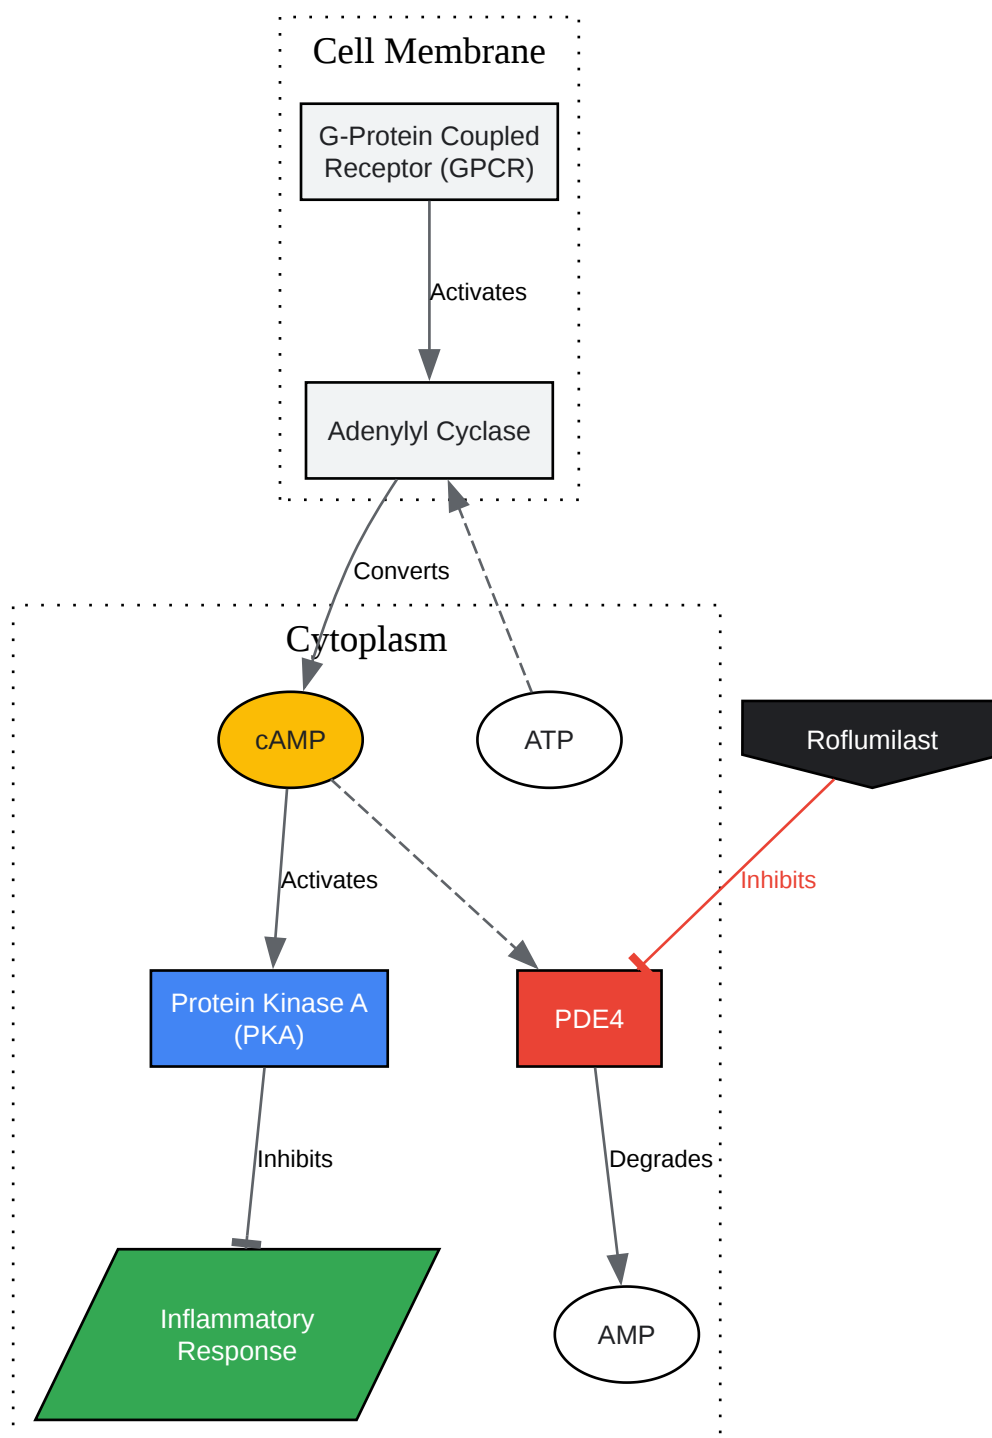 Cell Membrane
G-Protein Coupled
Receptor (GPCR)
Activates
Adenylyl Cyclase
Converts
Cytoplasm
cAMP
ATP
Roflumilast
Activates
Inhibits
Protein Kinase A
(PKA)
PDE4
Inhibits
Degrades
Inflammatory
Response
AMP